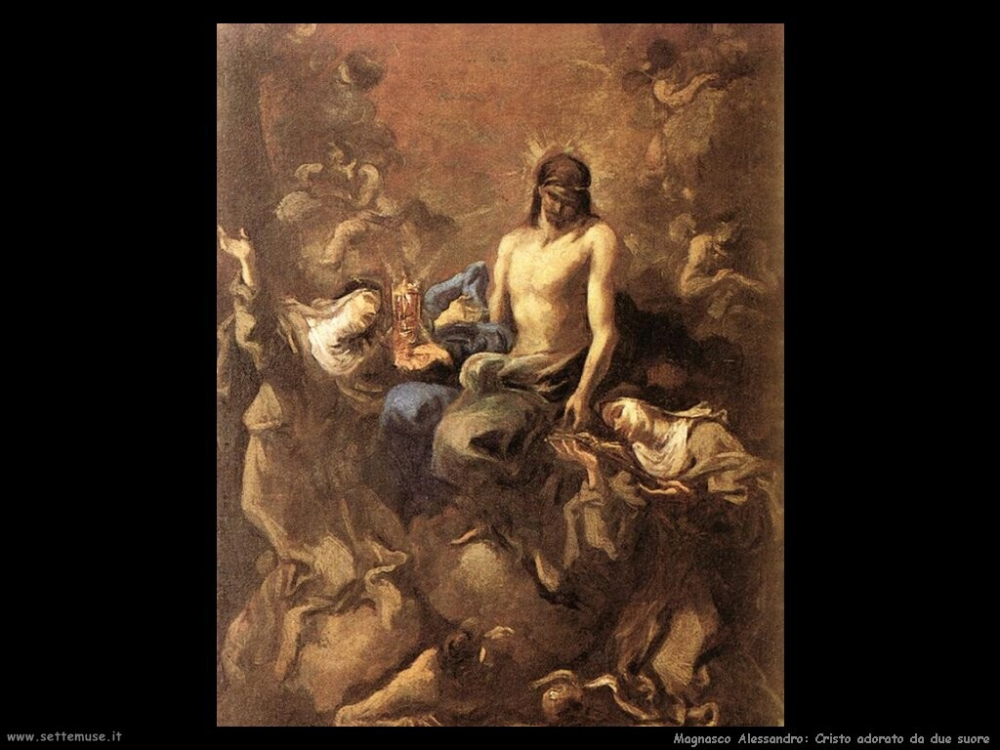 www.settemuse.it
Magnasco Alessandro: Cristo adorato da due suore